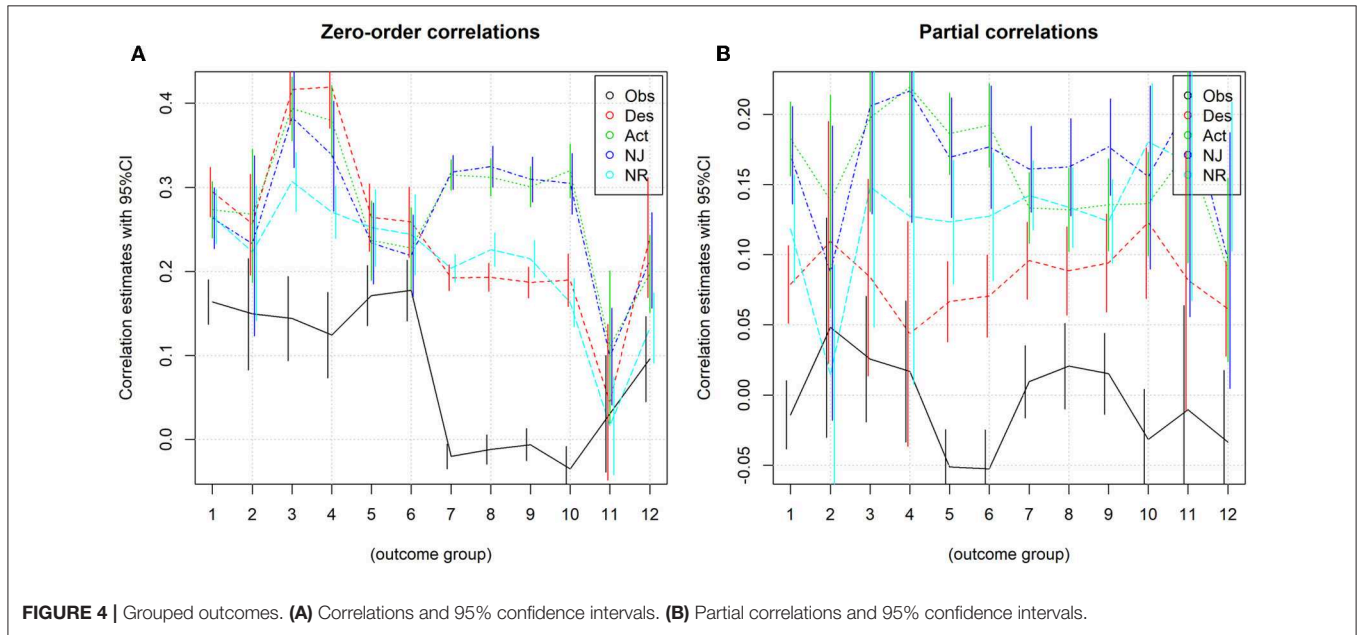 Zero-order correlations
A
Correlation estimates with 95%CI
0.4
0.3
0.2
0.1
0.0
Obs
Des
Act
NJ
NR
1 2 3 4 5 6 7 8 9 10 11 12
(outcome group)
Partial correlations
B
Correlation estimates with 95%CI
0.20
0.15
0.10
0.05
0.00
-0.05
Obs
Des
Act
NJ
NR
1 2 3 4 5 6 7 8 9 10 11 12
(outcome group)
FIGURE 4 | Grouped outcomes. (A) Correlations and 95% confidence intervals. (B) Partial correlations and 95% confidence intervals.